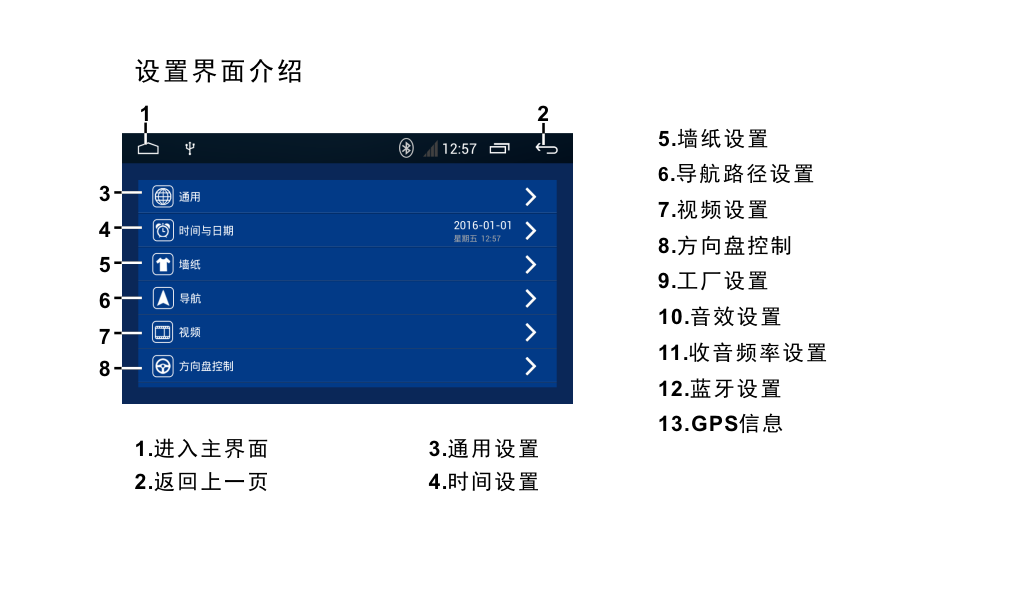 设置界面介绍
1
2
12:57
3
通用
4
时间与日期
2016-01-01
星期五 12:57
5
墙纸
6
导航
7
视频
8
方向盘控制
1.进入主界面
2.返回上一页
3.通用设置
4.时间设置
5.墙纸设置
6.导航路径设置
7.视频设置
8.方向盘控制
9.工厂设置
10.音效设置
11.收音频率设置
12.蓝牙设置
13.GPS信息